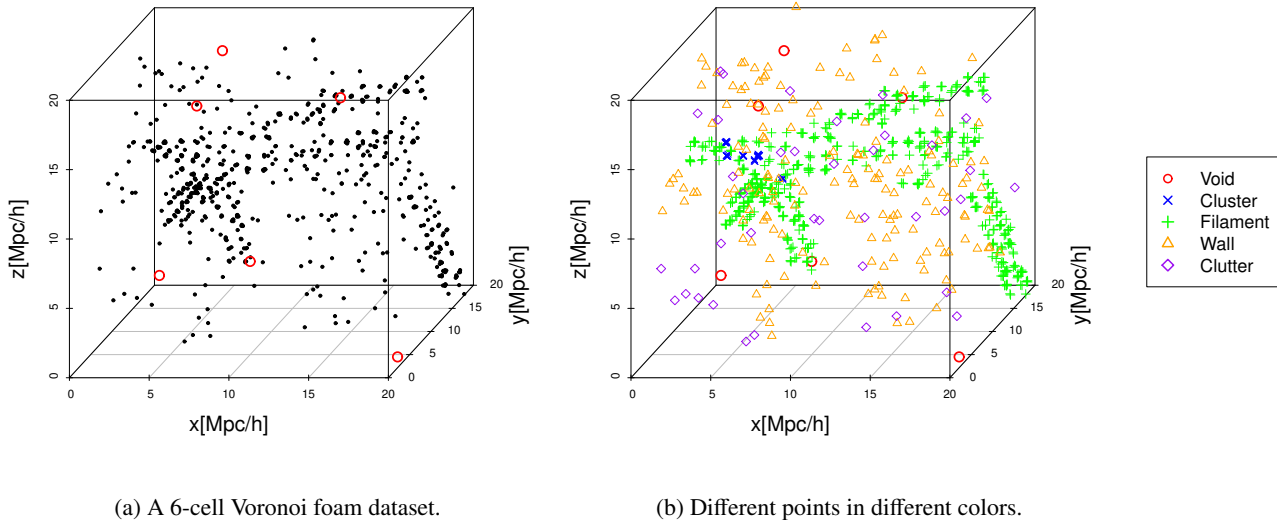 20
15
10
5
0
z[Mpc/h]
0
5
10
15
20
x[Mpc/h]
0
5
10
15
20
y[Mpc/h]
20
15
10
5
0
z[Mpc/h]
0
5
10
15
20
x[Mpc/h]
0
5
10
15
20
y[Mpc/h]
Void
Cluster
Filament
Wall
Clutter
(a) A 6-cell Voronoi foam dataset.
(b) Different points in different colors.